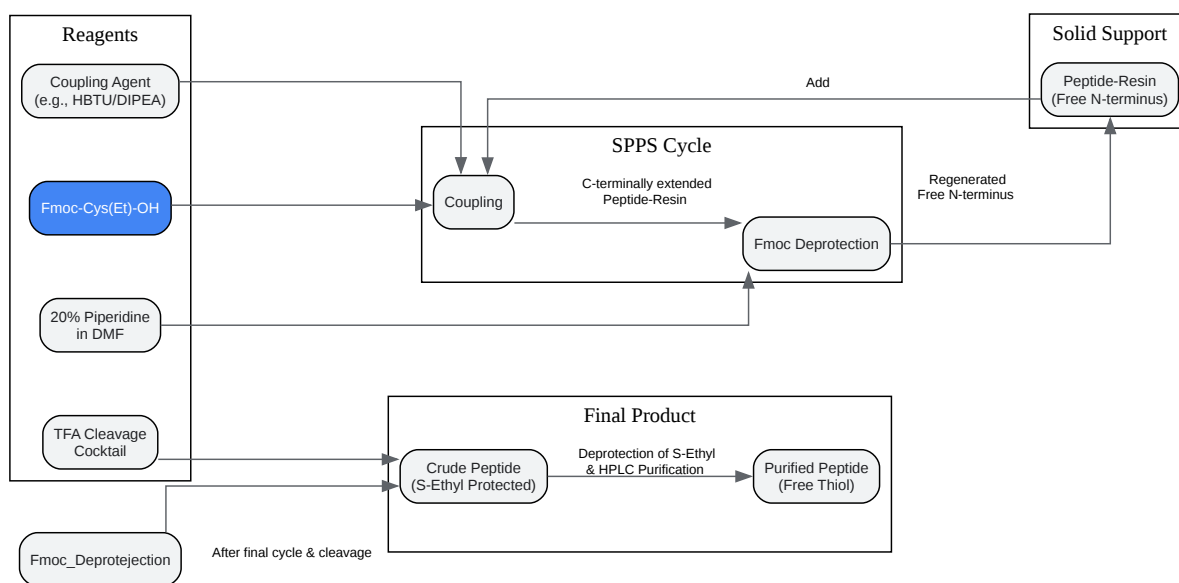 Reagents
Coupling Agent
(e.g., HBTU/DIPEA)
Fmoc-Cys(Et)-OH
20% Piperidine
in DMF
TFA Cleavage
Cocktail
Fmoc_Deprotejection
After final cycle & cleavage
Solid Support
Peptide-Resin
(Free N-terminus)
Add
SPPS Cycle
Coupling
C-terminally extended
Peptide-Resin
Fmoc Deprotection
Regenerated
Free N-terminus
Final Product
Crude Peptide
(S-Ethyl Protected)
Deprotection of S-Ethyl
& HPLC Purification
Purified Peptide
(Free Thiol)